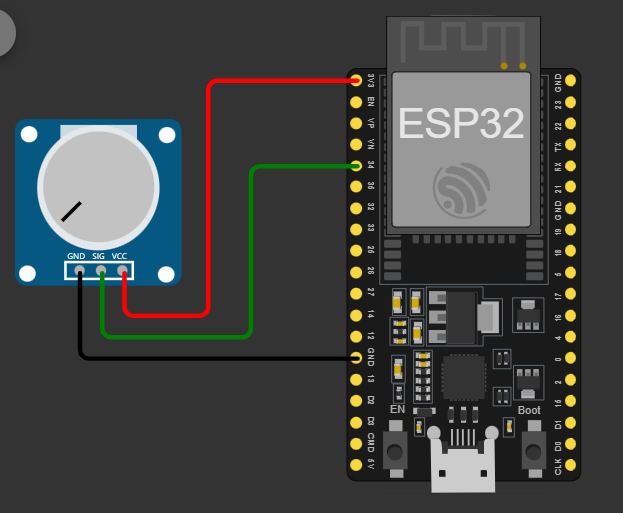 GND SIG VCC
ESP32
3V3
EN
VP
VN
34
35
32
33
25
26
27
14
12
GND
13
D2
D3
CMD
5V
GND
23
22
TX
RX
21
GND
19
18
5
17
16
4
0
2
15
D1
D0
CLK
EN
Boot